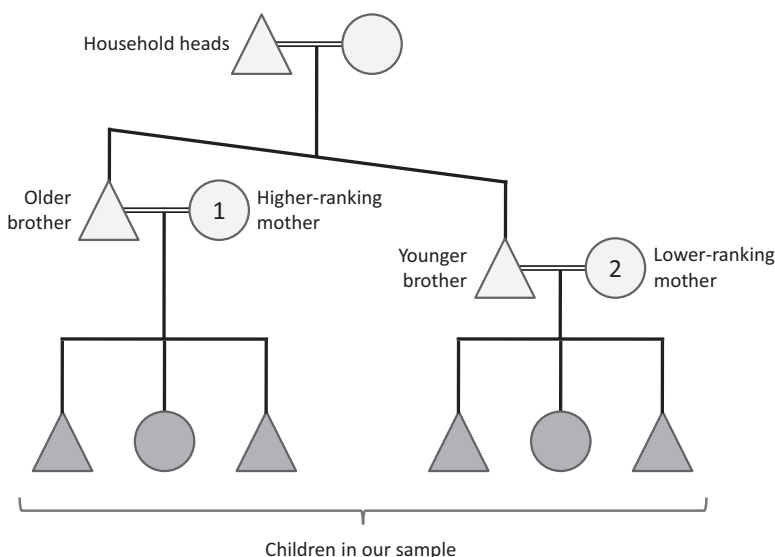 Household heads
Older
brother
1
Higher-ranking
mother
Younger
brother
2
Lower-ranking
mother
Children in our sample